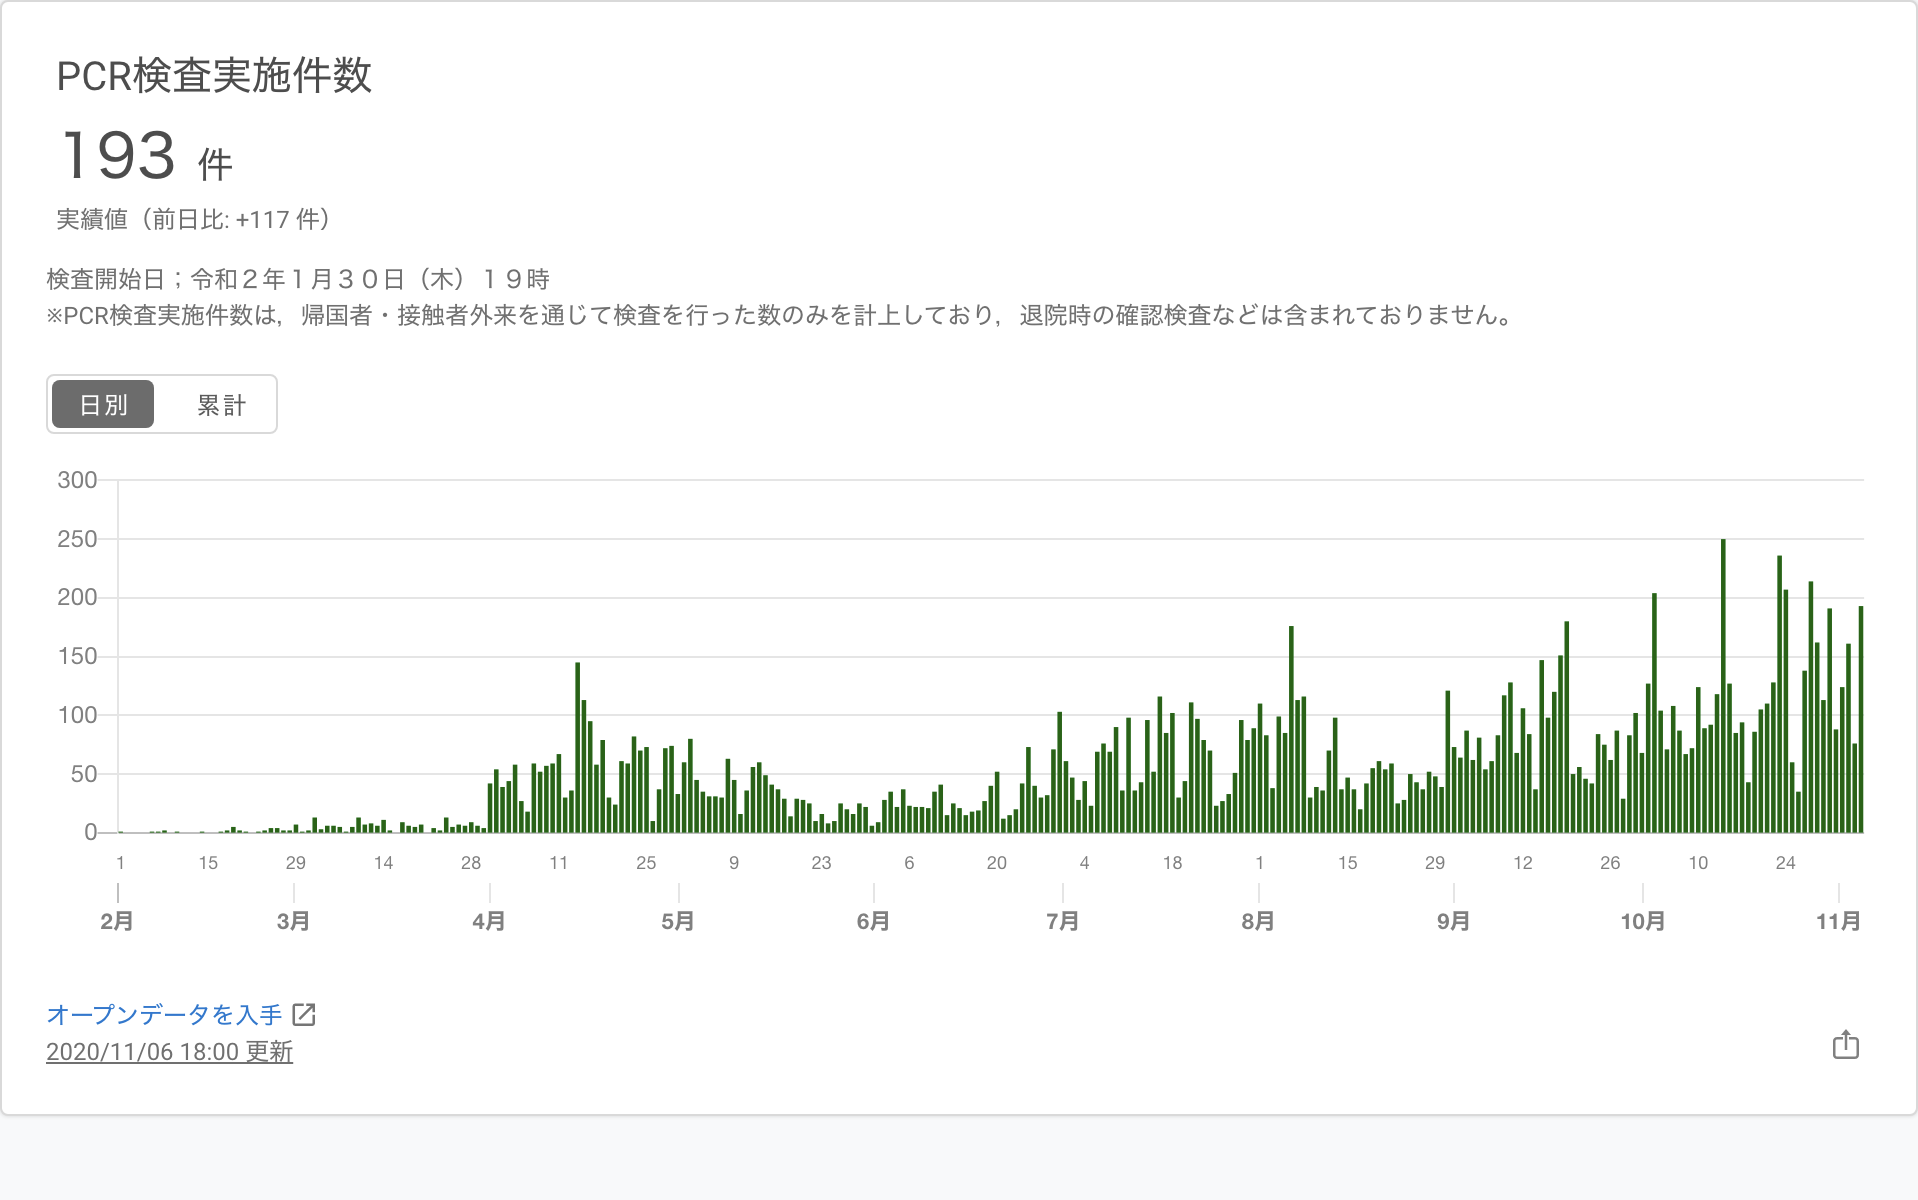 PCR検査実施件数
193 件
実績値（前日比: +117 件）
検査開始日；令和２年１月３０日（木）１９時
※PCR検査実施件数は，帰国者・接触者外来を通じて検査を行った数のみを計上しており，退院時の確認検査などは含まれておりません。
日別 累計
300
250
200
150
100
50
0
1 15 29 14 28 11 25 9 23 6 20 4 18 1 15 29 12 26 10 24
2月 3月 4月 5月 6月 7月 8月 9月 10月 11月
オープンデータを入手
2020/11/06 18:00 更新